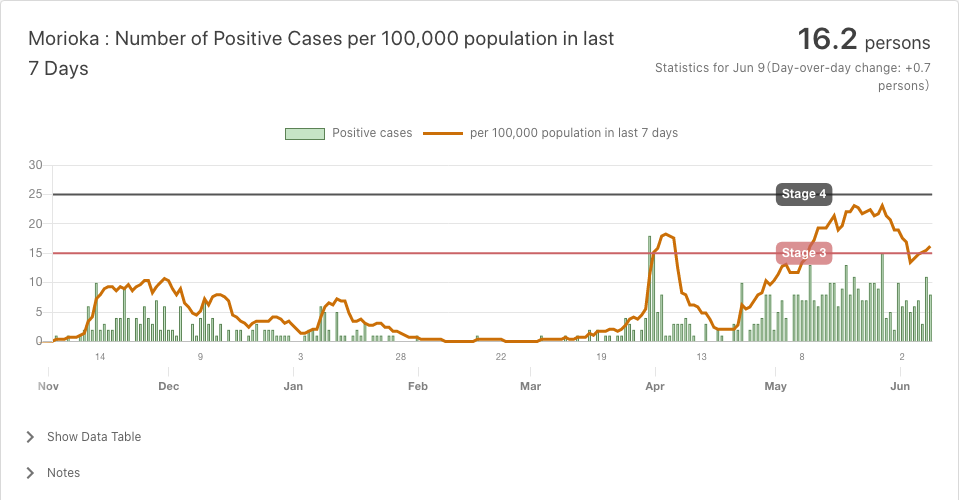 Morioka : Number of Positive Cases per 100,000 population in last
7 Days
16.2 persons
Statistics for Jun 9(Day-over-day change: +0.7
persons)
Positive cases
per 100,000 population in last 7 days
30
25
20
15
10
5
0
Stage 4
Stage 3
14 9 3 28 22 19 13 8 2
Nov Dec Jan Feb Mar Apr May Jun
Show Data Table
Notes